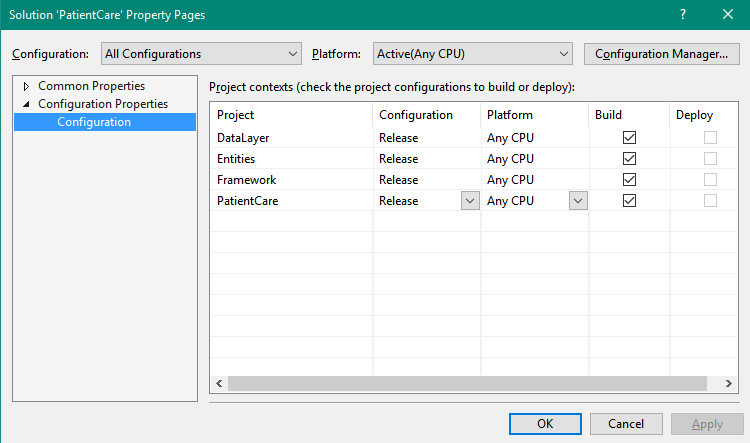 Solution 'PatientCare' Property Pages ?
Configuration: All Configurations Platform: Active(Any CPU) Configuration Manager...
Common Properties
Configuration Properties
Configuration
Project contexts (check the project configurations to build or deploy):
Project Configuration Platform Build Deploy
DataLayer Release Any CPU
Entities Release Any CPU
Framework Release Any CPU
PatientCare Release Any CPU
OK Cancel Apply